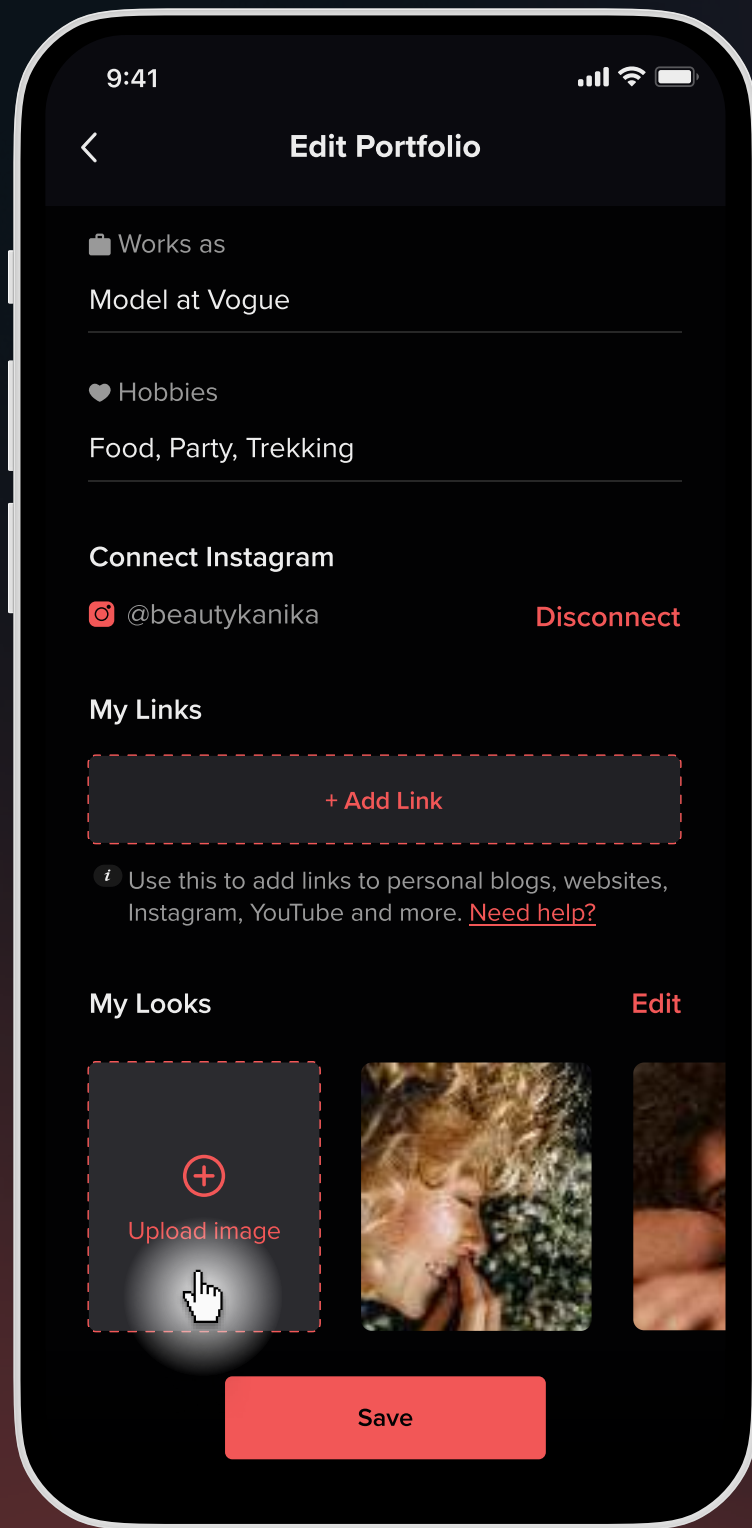 9:41
Edit Portfolio
Works as
Model at Vogue
Hobbies
Food, Party, Trekking
Connect Instagram
@beautykanika
Disconnect
My Links
+ Add Link
i Use this to add links to personal blogs, websites,
Instagram, YouTube and more. Need help?
My Looks
Edit
Upload image
Save